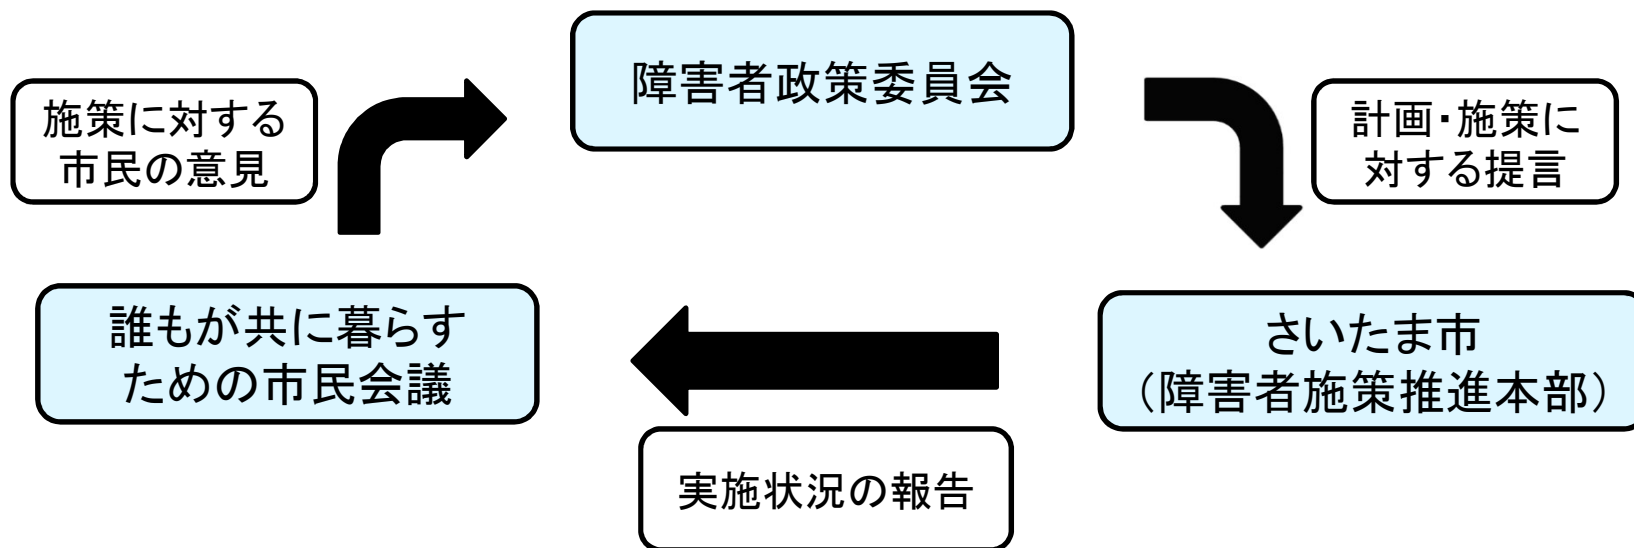 障害者政策委員会
施策に対する
市民の意見
計画・施策に
対する提言
誰もが共に暮らす
ための市民会議
さいたま市
（障害者施策推進本部）
実施状況の報告